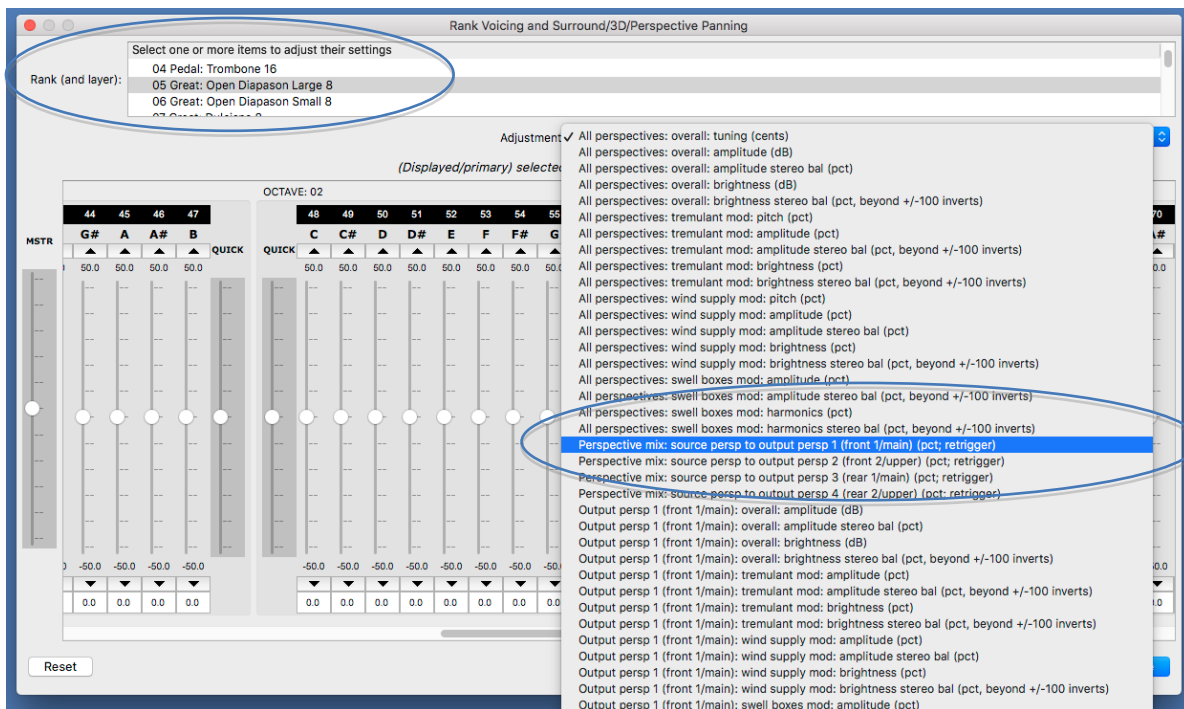 Rank Voicing and Surround/3D/Perspective Panning
Select one or more items to adjust their settings
Rank (and layer):
04 Pedal: Trombone 16
05 Great: Open Diapason Large 8
06 Great: Open Diapason Small 8
07 Great: Dulciana 8
Adjustment
(Displayed/primary) selected
OCTAVE: 02
44 45 46 47 48 49 50 51 52 53 54 55
MSTR G# A A# B QUICK QUICK C C# D D# E F F# G
50.0 50.0 50.0 50.0 50.0 50.0 50.0 50.0 50.0 50.0 50.0 50.0
-50.0 -50.0 -50.0 -50.0 -50.0 -50.0 -50.0 -50.0 -50.0 -50.0 -50.0 -50.0
0.0 0.0 0.0 0.0 0.0 0.0 0.0 0.0 0.0 0.0 0.0 0.0
Reset
✓ All perspectives: overall: tuning (cents)
All perspectives: overall: amplitude (dB)
All perspectives: overall: amplitude stereo bal (pct)
All perspectives: overall: brightness (dB)
All perspectives: overall: brightness stereo bal (pct, beyond +/-100 inverts)
All perspectives: tremulant mod: pitch (pct)
All perspectives: tremulant mod: amplitude (pct)
All perspectives: tremulant mod: amplitude stereo bal (pct, beyond +/-100 inverts)
All perspectives: tremulant mod: brightness (pct)
All perspectives: tremulant mod: brightness stereo bal (pct, beyond +/-100 inverts)
All perspectives: wind supply mod: pitch (pct)
All perspectives: wind supply mod: amplitude (pct)
All perspectives: wind supply mod: amplitude stereo bal (pct)
All perspectives: wind supply mod: brightness (pct)
All perspectives: wind supply mod: brightness stereo bal (pct, beyond +/-100 inverts)
All perspectives: swell boxes mod: amplitude (pct)
All perspectives: swell boxes mod: amplitude stereo bal (pct, beyond +/-100 inverts)
All perspectives: swell boxes mod: harmonics (pct)
All perspectives: swell boxes mod: harmonics stereo bal (pct, beyond +/-100 inverts)
Perspective mix: source persp to output persp 1 (front 1/main) (pct; retrigger)
Perspective mix: source persp to output persp 2 (front 2/upper) (pct; retrigger)
Perspective mix: source persp to output persp 3 (rear 1/main) (pct; retrigger)
Perspective mix: source persp to output persp 4 (rear 2/upper) (pct; retrigger)
Output persp 1 (front 1/main): overall: amplitude (dB)
Output persp 1 (front 1/main): overall: amplitude stereo bal (pct)
Output persp 1 (front 1/main): overall: brightness (dB)
Output persp 1 (front 1/main): overall: brightness stereo bal (pct, beyond +/-100 inverts)
Output persp 1 (front 1/main): tremulant mod: amplitude (pct)
Output persp 1 (front 1/main): tremulant mod: amplitude stereo bal (pct, beyond +/-100 inverts)
Output persp 1 (front 1/main): tremulant mod: brightness (pct)
Output persp 1 (front 1/main): tremulant mod: brightness stereo bal (pct, beyond +/-100 inverts)
Output persp 1 (front 1/main): wind supply mod: amplitude (pct)
Output persp 1 (front 1/main): wind supply mod: amplitude stereo bal (pct)
Output persp 1 (front 1/main): wind supply mod: brightness (pct)
Output persp 1 (front 1/main): wind supply mod: brightness stereo bal (pct, beyond +/-100 inverts)
Output persp 1 (front 1/main): swell boxes mod: amplitude (pct)